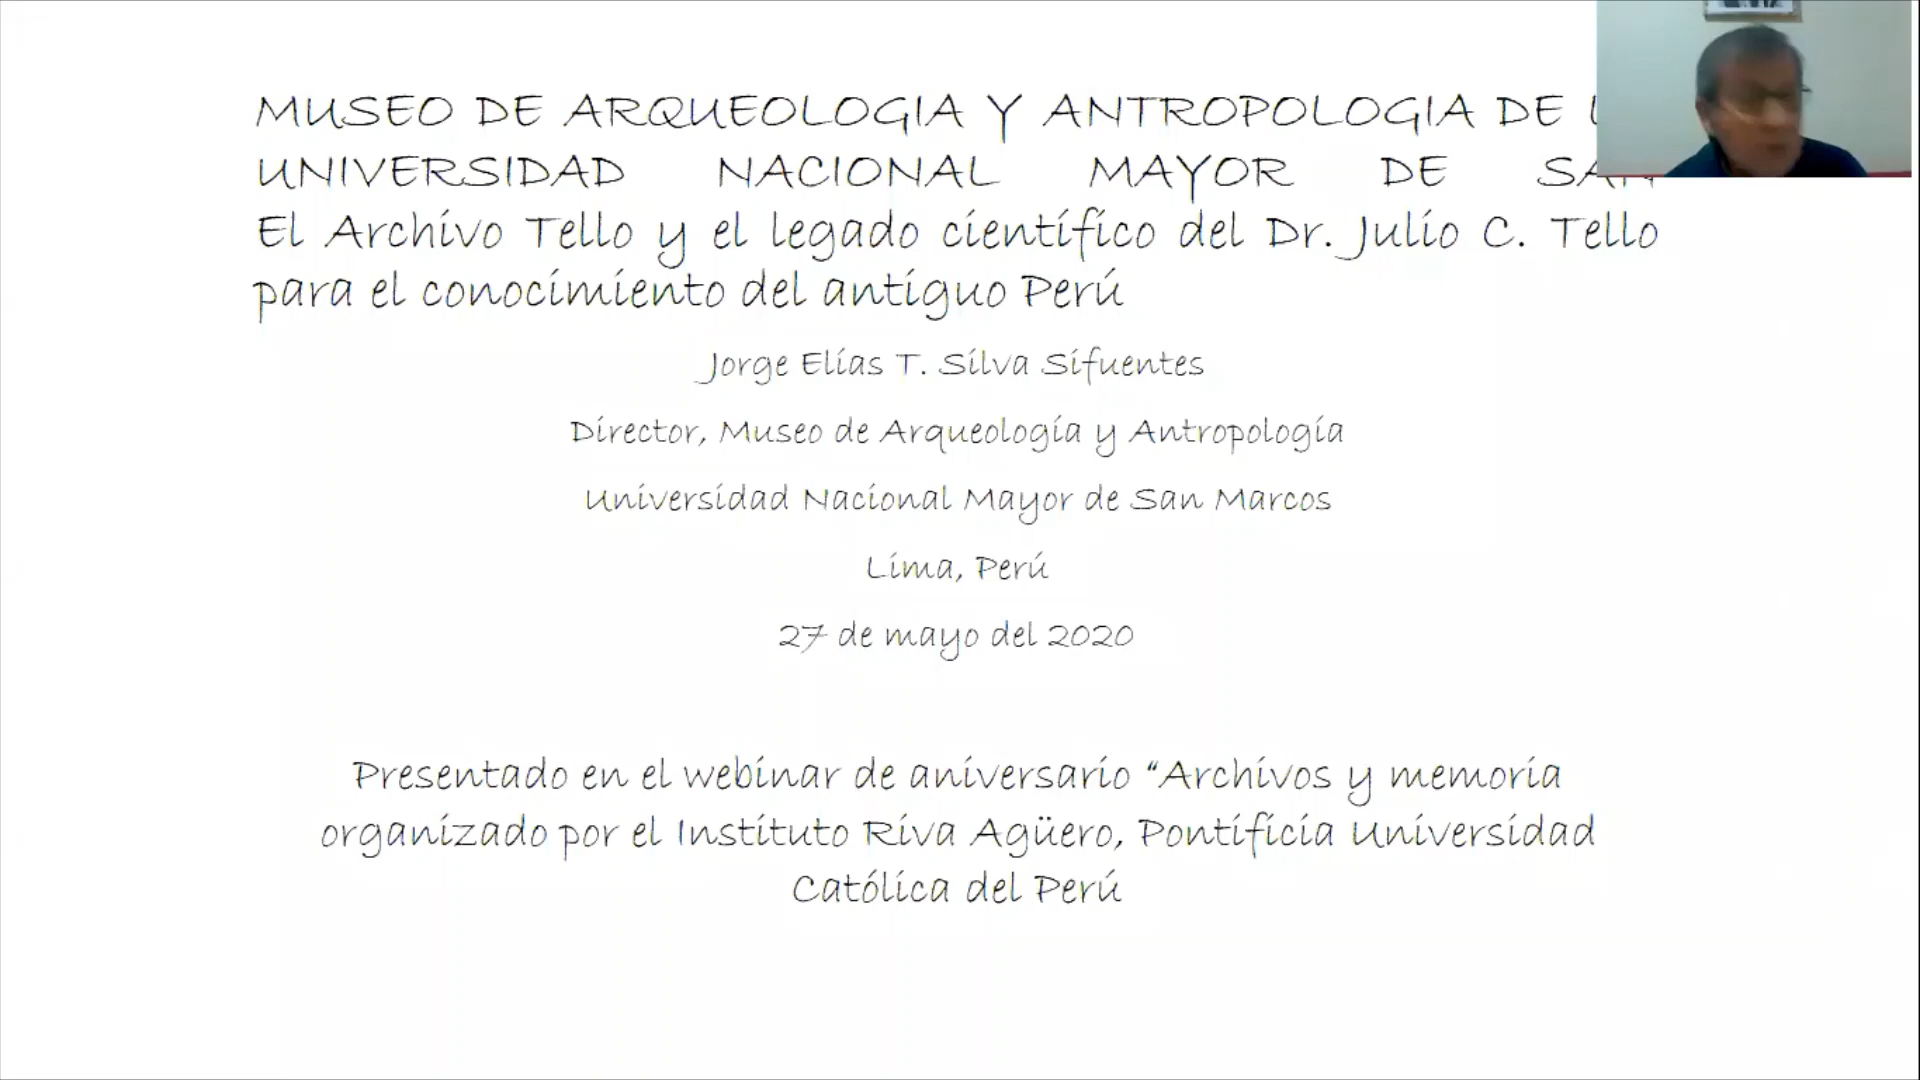 MUSEO DE ARQUEOLOGIA Y ANTROPOLOGIA DE
UNIVERSIDAD NACIONAL MAYOR DE SAN
El Archivo Tello y el legado científico del Dr. Julio C. Tello
para el conocimiento del antiguo Perú
Jorge Elías T. Silva Sifuentes
Director, Museo de Arqueología y Antropología
Universidad Nacional Mayor de San Marcos
Lima, Perú
27 de mayo del 2020
Presentado en el webinar de aniversario “Archivos y memoria
organizado por el Instituto Riva Agüero, Pontificia Universidad
Católica del Perú